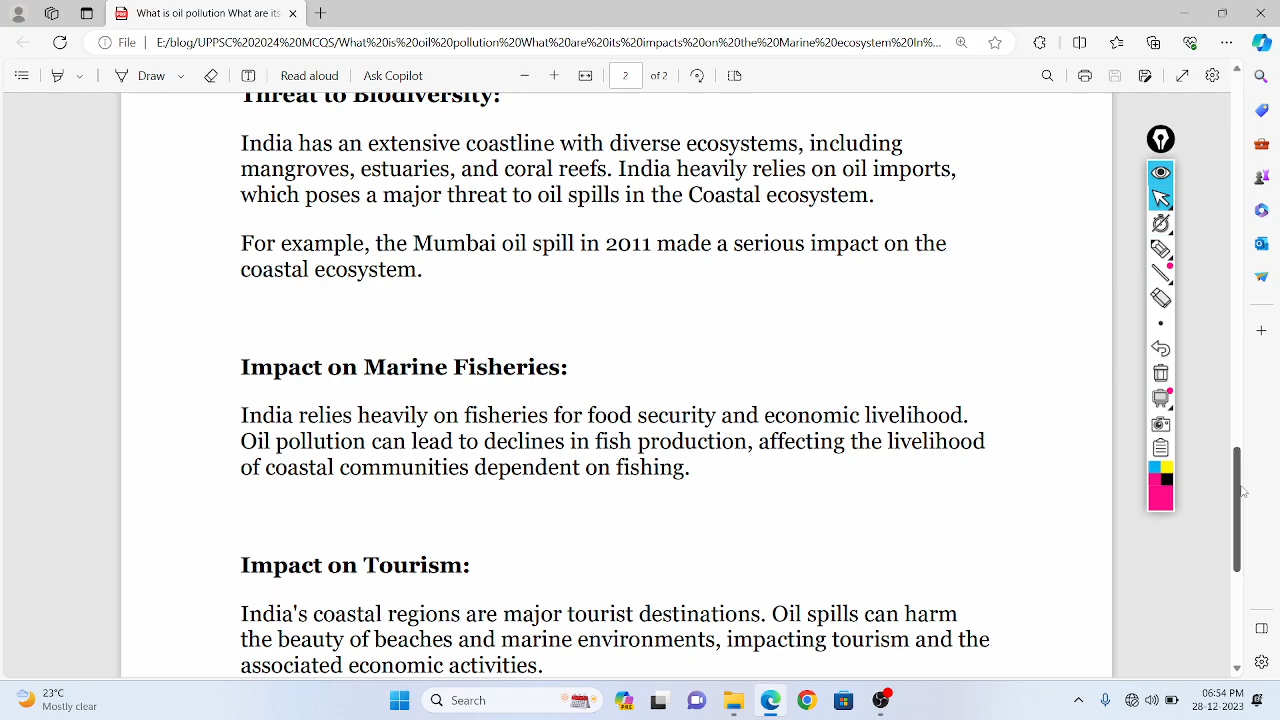 What is oil pollution What are its
File
E:/blog/UPPSC%202024%20MCQS/What%20is%20oil%20pollution%20What%20are%20its%20impacts%20on%20the%20Marine%20ecosystem%20In%...
Draw
Read aloud
Ask Copilot
2
of 2
Threat to Biodiversity:
India has an extensive coastline with diverse ecosystems, including
mangroves, estuaries, and coral reefs. India heavily relies on oil imports,
which poses a major threat to oil spills in the Coastal ecosystem.
For example, the Mumbai oil spill in 2011 made a serious impact on the
coastal ecosystem.
Impact on Marine Fisheries:
India relies heavily on fisheries for food security and economic livelihood.
Oil pollution can lead to declines in fish production, affecting the livelihood
of coastal communities dependent on fishing.
Impact on Tourism:
India's coastal regions are major tourist destinations. Oil spills can harm
the beauty of beaches and marine environments, impacting tourism and the
associated economic activities.
23°C
Mostly clear
Search
06:54 PM
28-12-2023